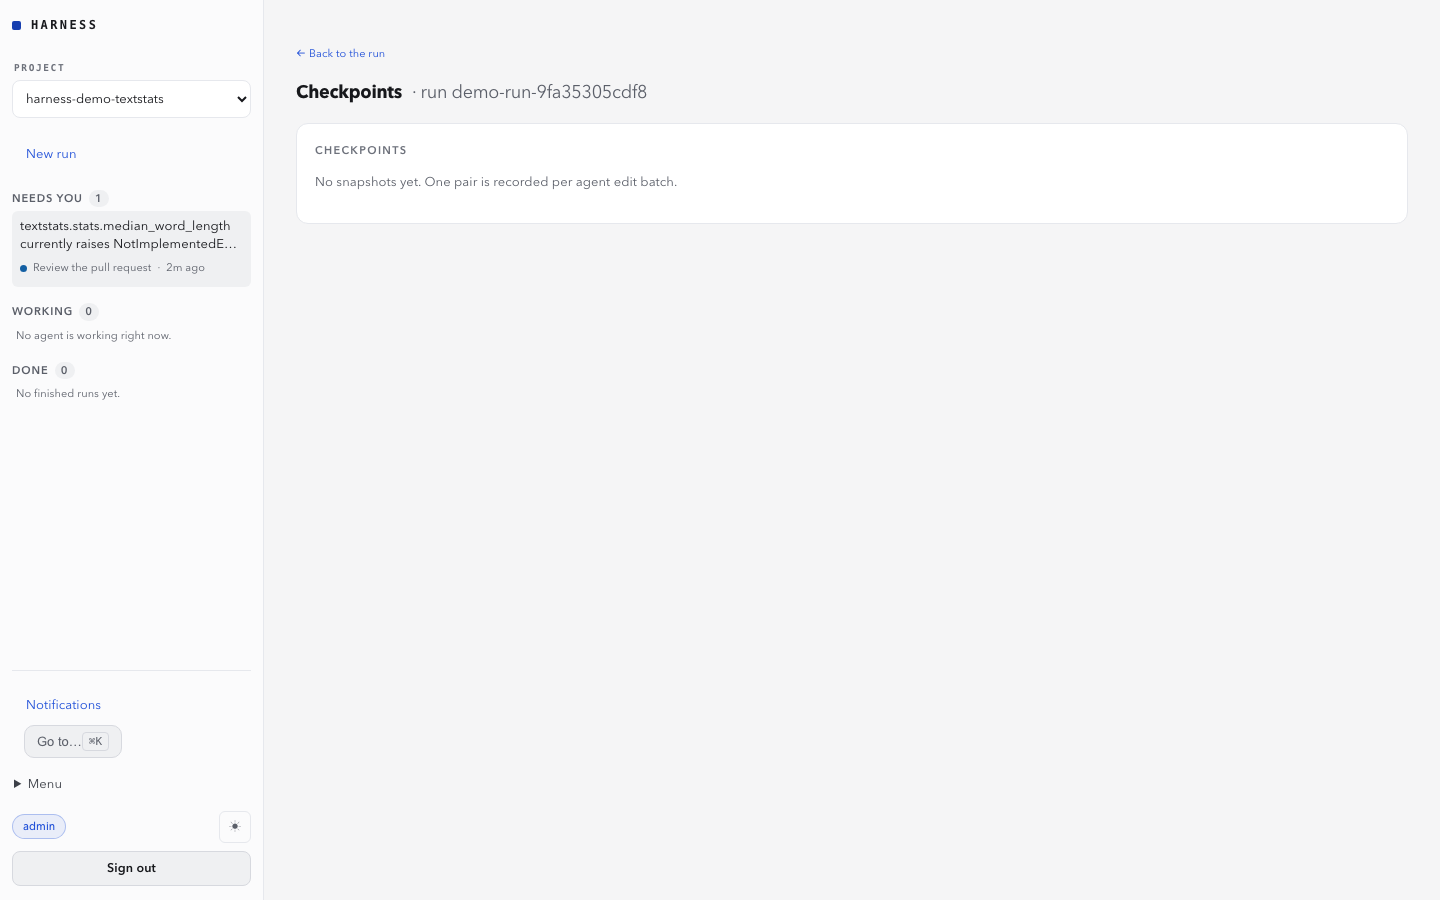 HARNESS
PROJECT
harness-demo-textstats
New run
NEEDS YOU 1
textstats.stats.median_word_length
currently raises NotImplementedE…
Review the pull request · 2m ago
WORKING 0
No agent is working right now.
DONE 0
No finished runs yet.
Notifications
Go to… ⌘K
Menu
admin
Sign out
← Back to the run
Checkpoints · run demo-run-9fa35305cdf8
CHECKPOINTS
No snapshots yet. One pair is recorded per agent edit batch.